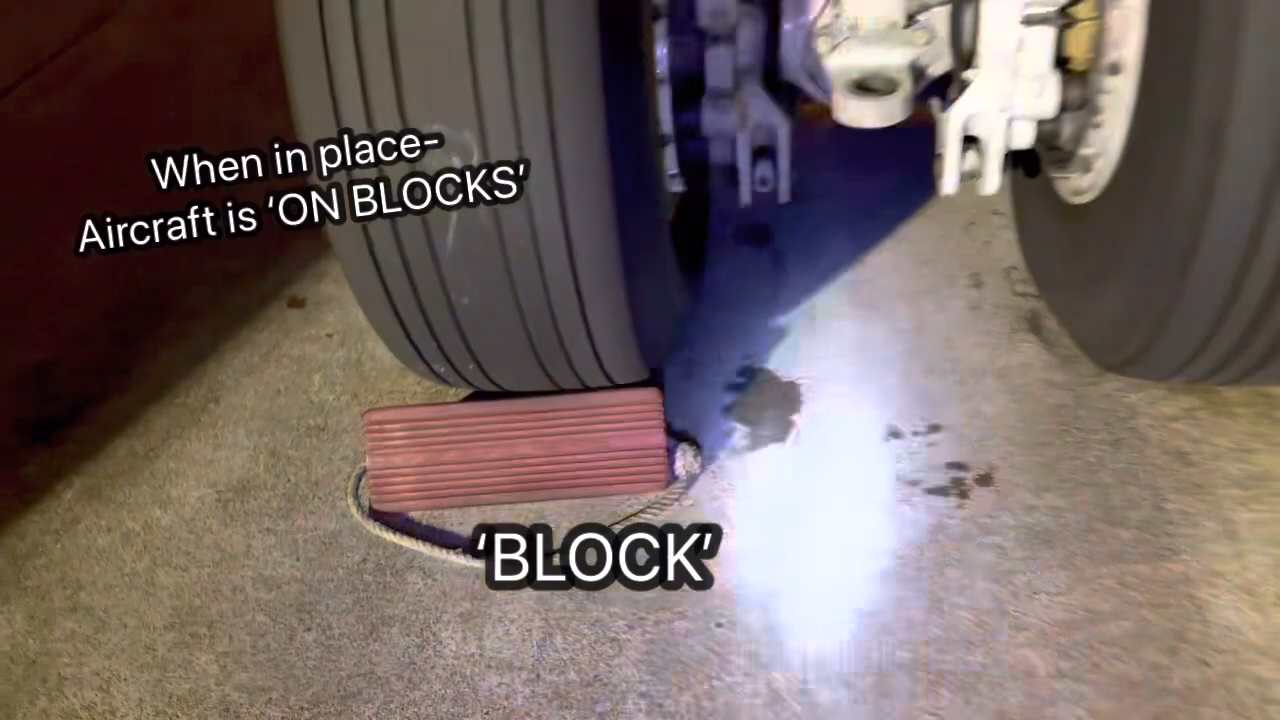 When in place-
Aircraft is ‘ON BLOCKS’
‘BLOCK’